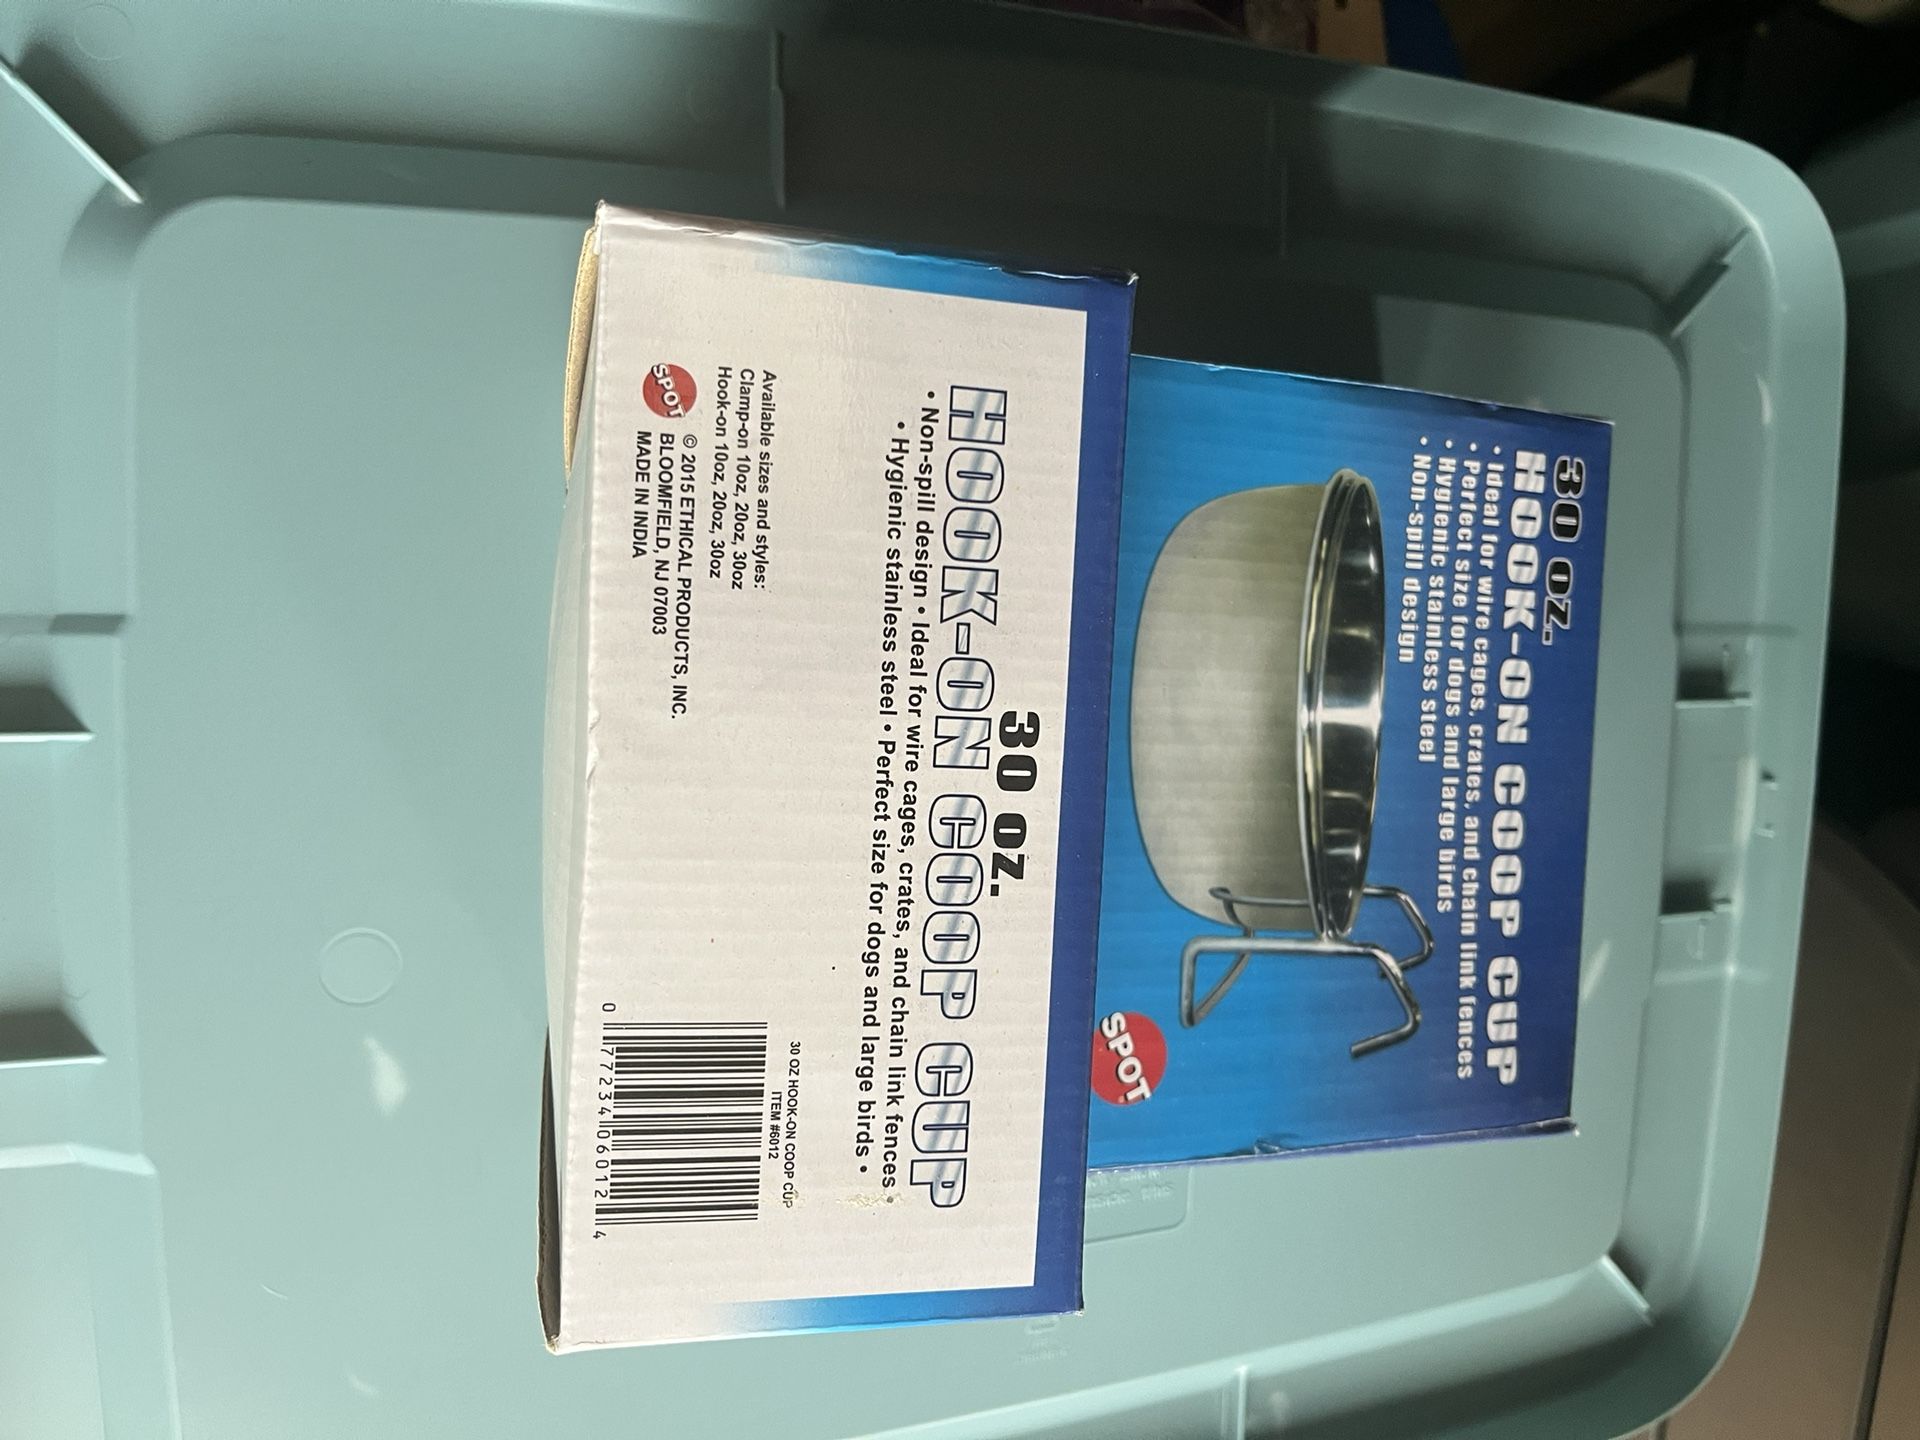 30 OZ.
HOOK-ON COOP CUP
• Ideal for wire cages, crates, and chain link fences
• Perfect size for dogs and large birds
• Hygienic stainless steel
• Non-spill design
SPOT
30 OZ.
HOOK-ON COOP CUP
• Non-spill design • Ideal for wire cages, crates, and chain link fences •
• Hygienic stainless steel • Perfect size for dogs and large birds •
Available sizes and styles:
Clamp-on 10oz, 20oz, 30oz
Hook-on 10oz, 20oz, 30oz
SPOT
© 2015 ETHICAL PRODUCTS, INC.
BLOOMFIELD, NJ 07003
MADE IN INDIA
30 OZ HOOK-ON COOP CUP
ITEM #6012
0 77234 06012 4